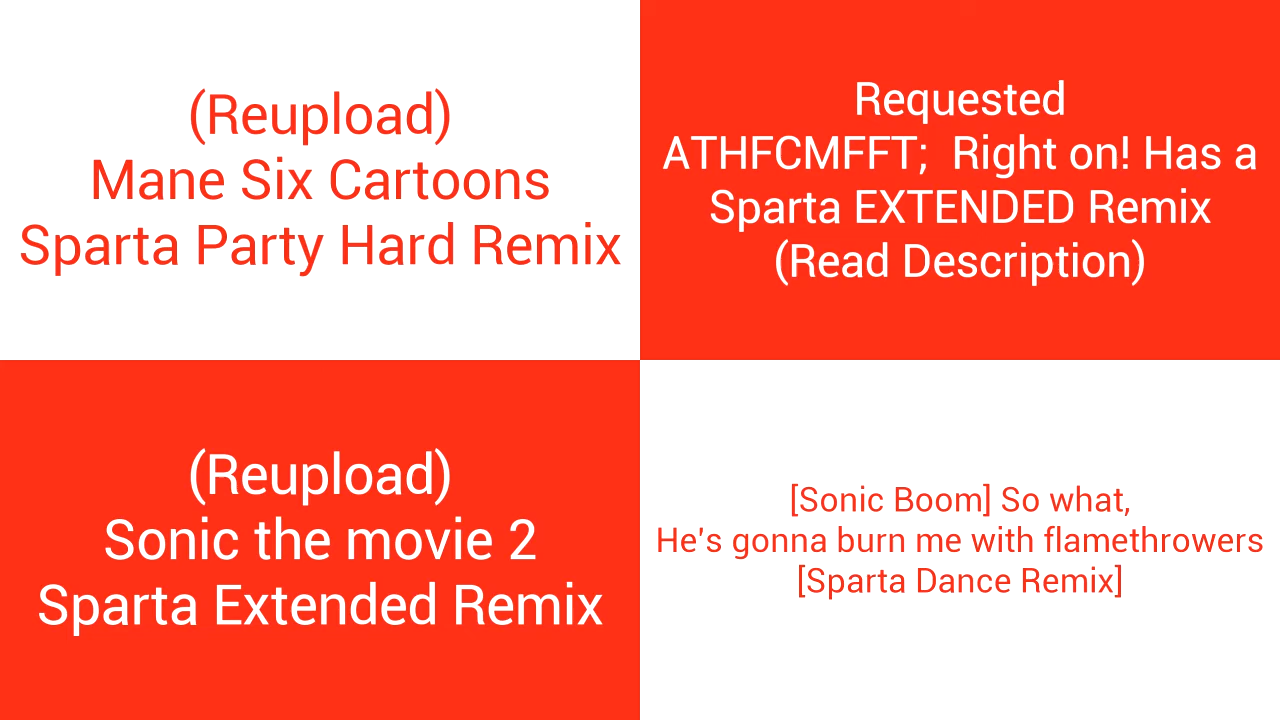 (Reupload)
Mane Six Cartoons
Sparta Party Hard Remix
Requested
ATHFCMFFT;  Right on! Has a
Sparta EXTENDED Remix
(Read Description)
(Reupload)
Sonic the movie 2
Sparta Extended Remix
[Sonic Boom] So what,
He's gonna burn me with flamethrowers
[Sparta Dance Remix]